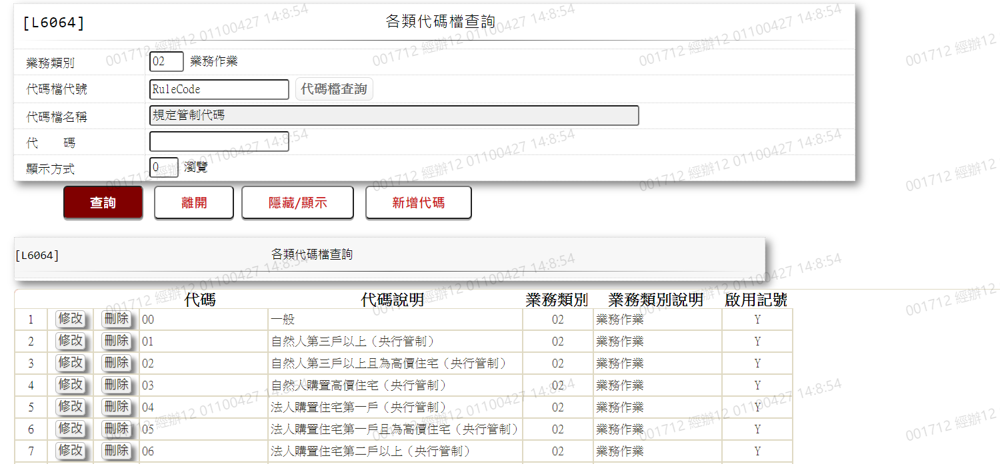 [L6064] 各類代碼檔查詢
業務類別 02 業務作業
代碼檔代號 RuleCode 代碼檔查詢
代碼檔名稱 規定管制代碼
代 碼
顯示方式 0 瀏覽
查詢 離開 隱藏/顯示 新增代碼
[L6064] 各類代碼檔查詢
代碼 代碼說明 業務類別 業務類別說明 啟用記號
1 修改 刪除 00 一般 02 業務作業 Y
2 修改 刪除 01 自然人第三戶以上（央行管制） 02 業務作業 Y
3 修改 刪除 02 自然人第三戶以上且為高價住宅（央行管制） 02 業務作業 Y
4 修改 刪除 03 自然人購置高價住宅（央行管制） 02 業務作業 Y
5 修改 刪除 04 法人購置住宅第一戶（央行管制） 02 業務作業 Y
6 修改 刪除 05 法人購置住宅第一戶且為高價住宅（央行管制） 02 業務作業 Y
7 修改 刪除 06 法人購置住宅第二戶以上（央行管制） 02 業務作業 Y
001712 經辦12 01100427 14:8:54